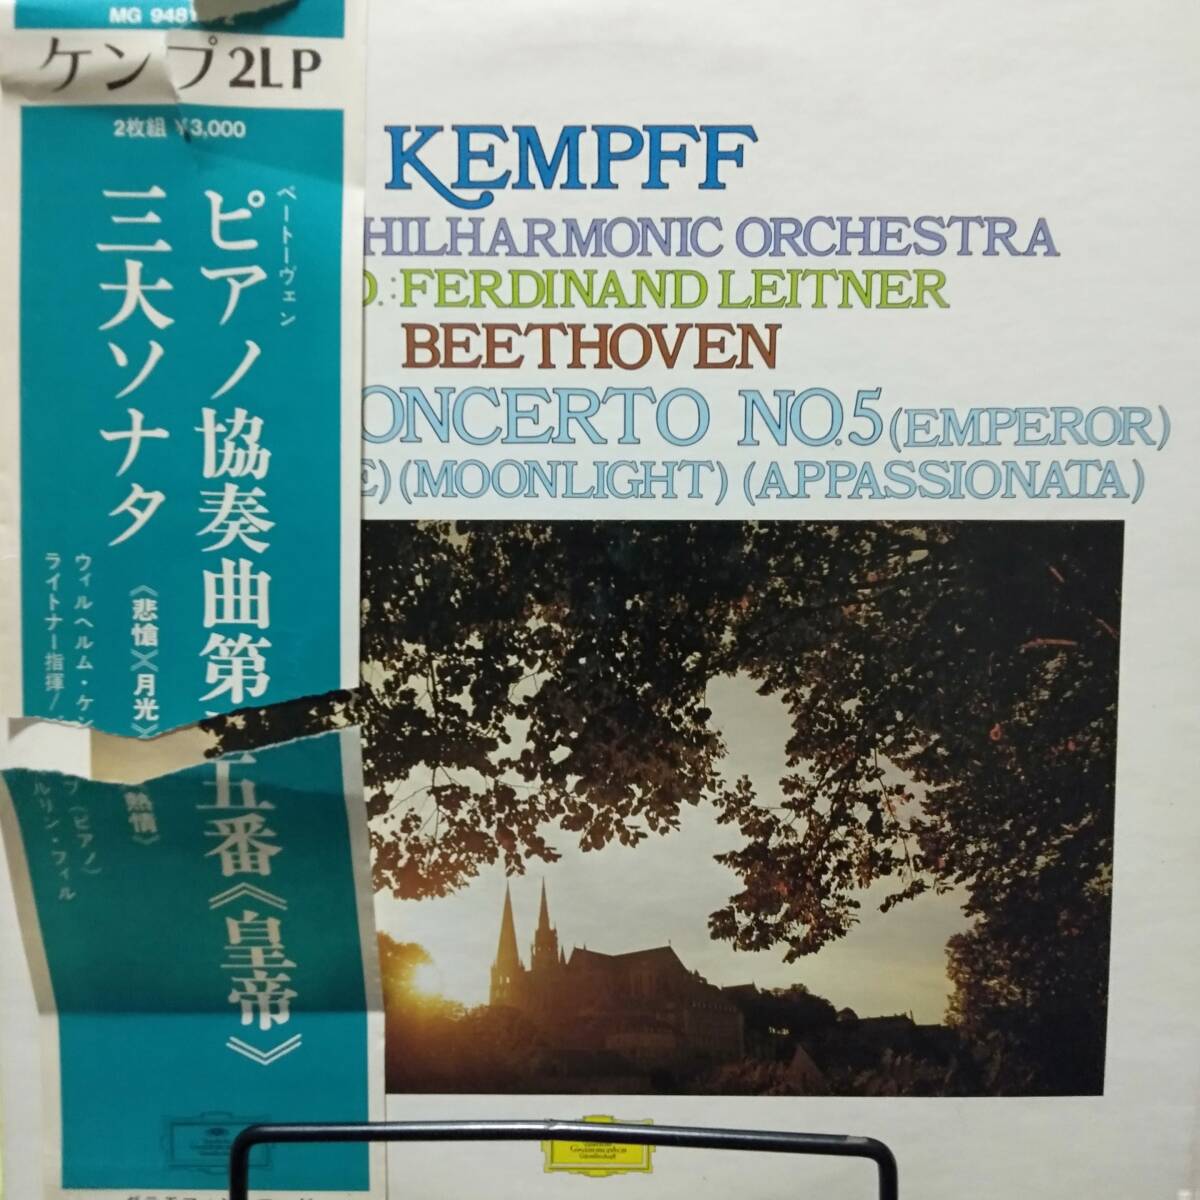 MG 9481
ケンプ 2LP
2枚組 ¥3,000
ベートーヴェン
ピアノ協奏曲第五番《皇帝》
三大ソナタ
《悲愴》《月光》
熱情》
ウィルヘルム・ケンプ(ピアノ)
ライトナー指揮/
ルリン・フィル
KEMPFF
HILHARMONIC ORCHESTRA
D.:FERDINAND LEITNER
BEETHOVEN
ONCERTO NO.5 (EMPEROR)
E) (MOONLIGHT) (APPASSIONATA)
Deutsche
Grammophon
Gesellschaft